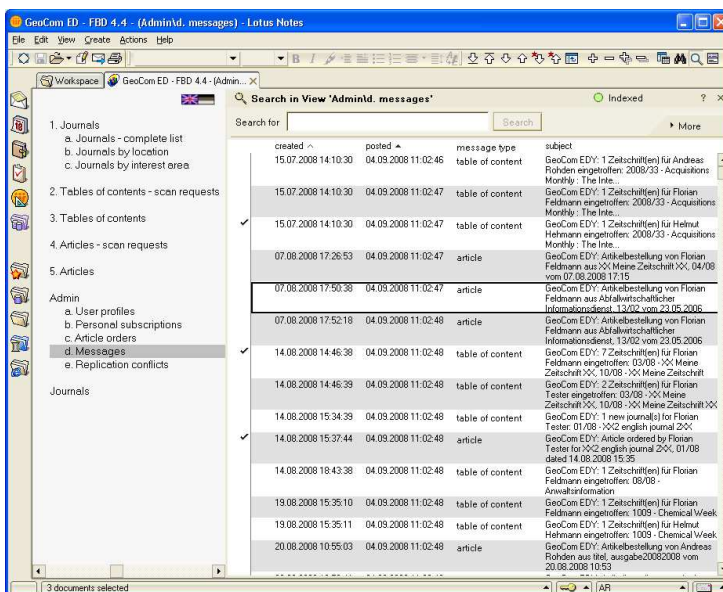 GeoCom ED - FBD 4.4 - (Admin\d. messages) - Lotus Notes
File Edit View Create Actions Help
Workspace GeoCom ED - FBD 4.4 - (Admin...
Search in View 'Admin\d. messages' Indexed ?
Search for Search More
1. Journals
a. Journals - complete list
b. Journals by location
c. Journals by interest area
2. Tables of contents - scan requests
3. Tables of contents
4. Articles - scan requests
5. Articles
Admin
a. User profiles
b. Personal subscriptions
c. Article orders
d. Messages
e. Replication conflicts
Journals
created posted message type subject
15.07.2008 14:10:30 04.09.2008 11:02:46 table of content GeoCom EDY: 1 Zeitschrift(en) für Andreas
Rohden eingetroffen: 2008/33 - Acquisitions
Monthly : The Inte...
15.07.2008 14:10:30 04.09.2008 11:02:47 table of content GeoCom EDY: 1 Zeitschrift(en) für Florian
Feldmann eingetroffen: 2008/33 - Acquisitions
Monthly : The Inte...
15.07.2008 14:10:30 04.09.2008 11:02:47 table of content GeoCom EDY: 1 Zeitschrift(en) für Helmut
Hehmann eingetroffen: 2008/33 - Acquisitions
Monthly : The Inte...
07.08.2008 17:26:53 04.09.2008 11:02:47 article GeoCom EDY: Artikelbestellung von Florian
Feldmann aus XX Meine Zeitschrift XX, 04/08
vom 07.08.2008 17:15
07.08.2008 17:50:38 04.09.2008 11:02:47 article GeoCom EDY: Artikelbestellung von Florian
Feldmann aus Abfallwirtschaftlicher
Informationsdienst, 13/02 vom 23.05.2006
07.08.2008 17:52:18 04.09.2008 11:02:48 article GeoCom EDY: Artikelbestellung von Florian
Feldmann aus Abfallwirtschaftlicher
Informationsdienst, 13/02 vom 23.05.2006
14.08.2008 14:46:38 04.09.2008 11:02:48 table of content GeoCom EDY: 7 Zeitschrift(en) für Florian
Feldmann eingetroffen: 03/08 - XX Meine
Zeitschrift XX, 10/08 - XX Meine Zeitschrift
14.08.2008 14:46:39 04.09.2008 11:02:48 table of content GeoCom EDY: 2 Zeitschrift(en) für Florian
Tester eingetroffen: 03/08 - XX Meine
Zeitschrift XX, 10/08 - XX Meine Zeitschrift XX
14.08.2008 15:34:39 04.09.2008 11:02:48 table of content GeoCom EDY: 1 new journal(s) for Florian
Tester: 01/08 - XX2 english journal 2XX
14.08.2008 15:37:44 04.09.2008 11:02:48 article GeoCom EDY: Article ordered by Florian
Tester for XX2 english journal 2XX, 01/08
dated 14.08.2008 15:35
14.08.2008 18:43:38 04.09.2008 11:02:48 table of content GeoCom EDY: 1 Zeitschrift(en) für Florian
Feldmann eingetroffen: 08/08 -
Anwaltsinformation
19.08.2008 15:35:10 04.09.2008 11:02:48 table of content GeoCom EDY: 1 Zeitschrift(en) für Florian
Feldmann eingetroffen: 1009 - Chemical Week
19.08.2008 15:35:11 04.09.2008 11:02:48 table of content GeoCom EDY: 1 Zeitschrift(en) für Helmut
Hehmann eingetroffen: 1009 - Chemical Week
20.08.2008 10:55:03 04.09.2008 11:02:48 article GeoCom EDY: Artikelbestellung von Andreas
Rohden aus titel, ausgabe20082008 vom
20.08.2008 10:53
3 documents selected AR